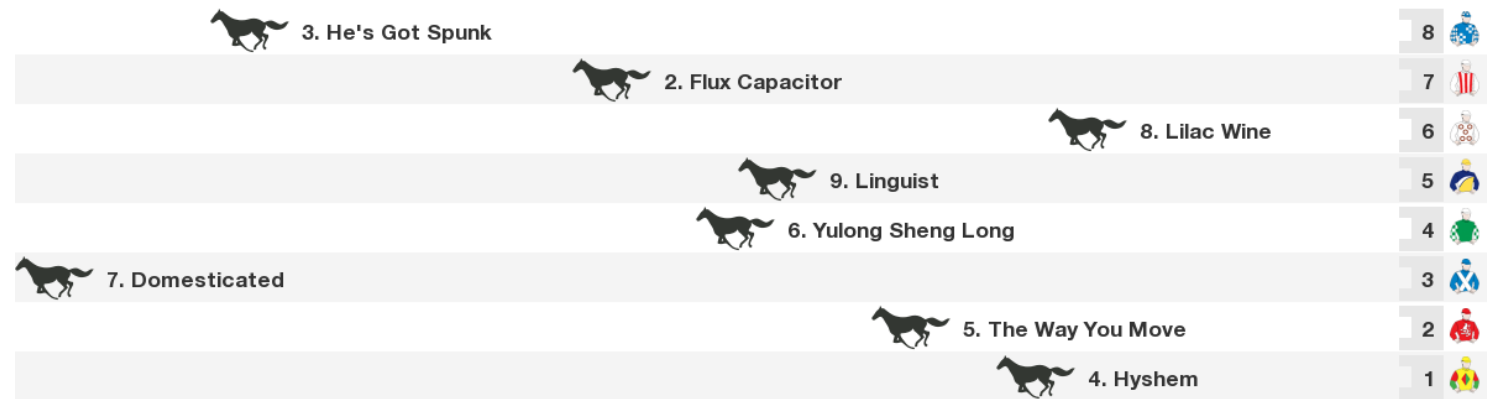 3. He's Got Spunk 8
2. Flux Capacitor 7
8. Lilac Wine 6
9. Linguist 5
6. Yulong Sheng Long 4
7. Domesticated 3
5. The Way You Move 2
4. Hyshem 1